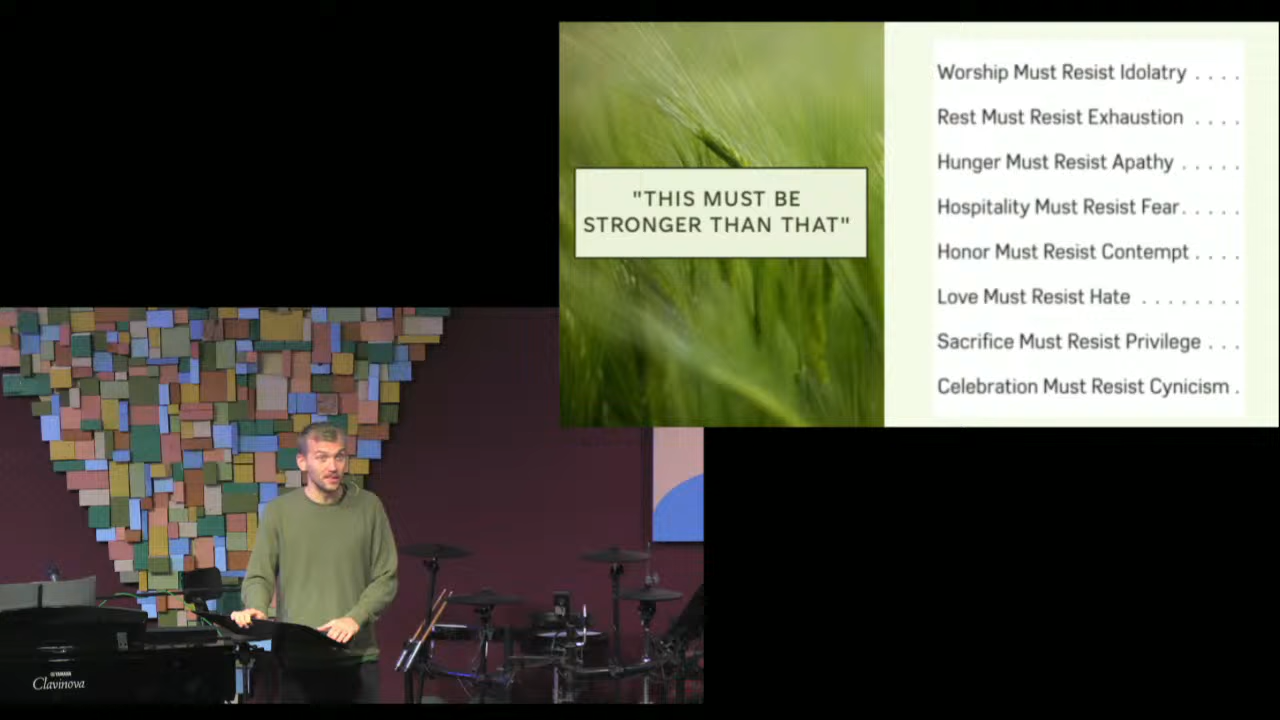 "THIS MUST BE
STRONGER THAN THAT"
Worship Must Resist Idolatry . . . .
Rest Must Resist Exhaustion . . . .
Hunger Must Resist Apathy . . . . .
Hospitality Must Resist Fear. . . . .
Honor Must Resist Contempt . . . .
Love Must Resist Hate . . . . . . . .
Sacrifice Must Resist Privilege . . .
Celebration Must Resist Cynicism .
YAMAHA
Clavinova